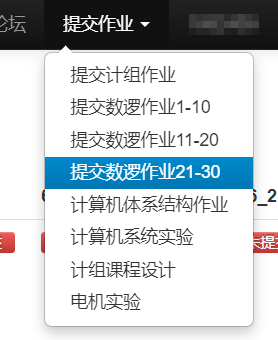 论坛 提交作业
提交计组作业
提交数逻作业1-10
提交数逻作业11-20
提交数逻作业21-30
计算机体系结构作业
计算机系统实验
计组课程设计
电机实验